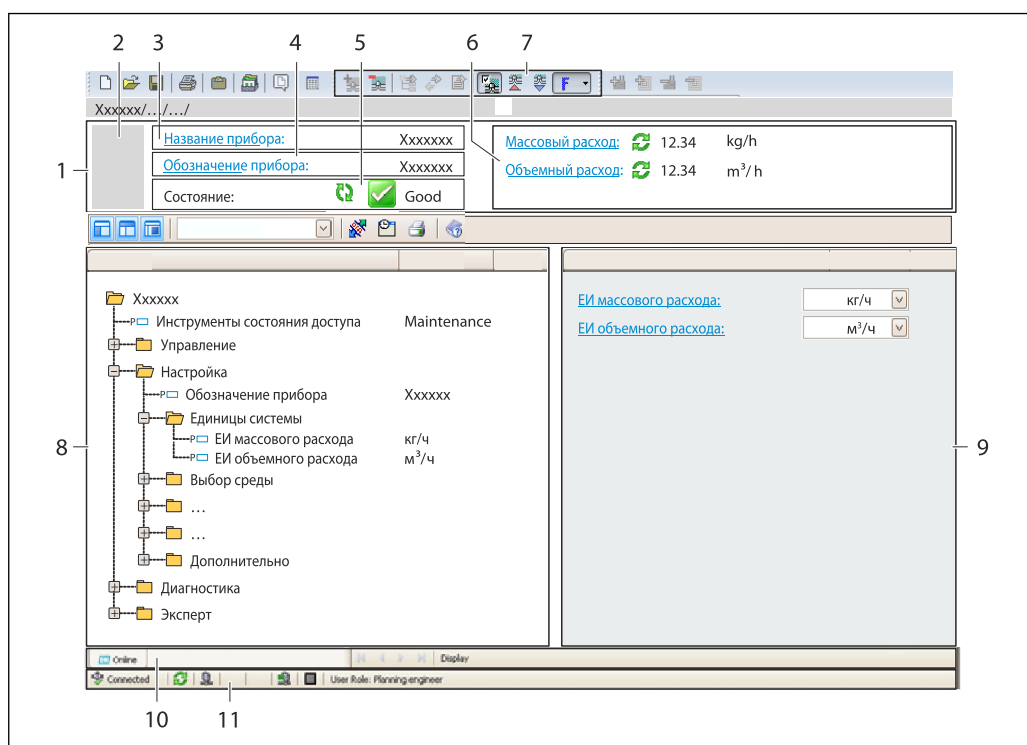 2 3 4 5 6 7
F
Xxxxxx/.../.../
1
Название прибора: Xxxxxxx
Обозначение прибора: Xxxxxxx
Состояние: Good
Массовый расход: 12.34 kg/h
Объемный расход: 12.34 m³/h
Xxxxxx
P Инструменты состояния доступа Maintenance
Управление
Настройка
P Обозначение прибора Xxxxxx
Единицы системы
P ЕИ массового расхода кг/ч
P ЕИ объемного расхода м³/ч
Выбор среды
...
...
Дополнительно
Диагностика
Эксперт
8
ЕИ массового расхода: кг/ч
ЕИ объемного расхода: м³/ч
9
Online Display
Connected User Role: Planning engineer
10 11